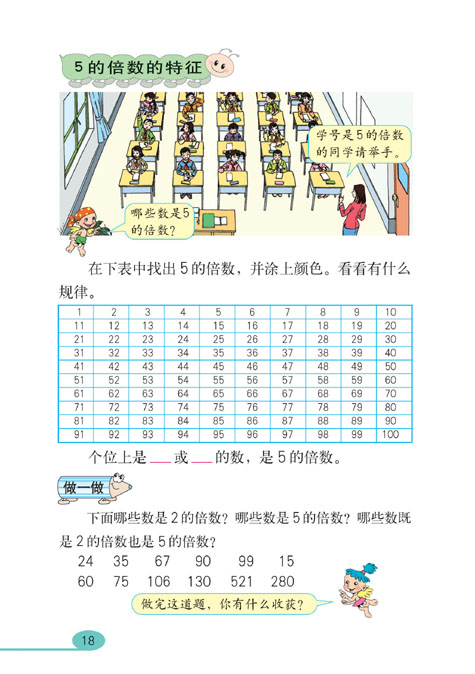 5的倍数的特征
学号是5的倍数
的同学请举手。
哪些数是5
的倍数？
在下表中找出5的倍数，并涂上颜色。看看有什么
规律。
1 2 3 4 5 6 7 8 9 10
11 12 13 14 15 16 17 18 19 20
21 22 23 24 25 26 27 28 29 30
31 32 33 34 35 36 37 38 39 40
41 42 43 44 45 46 47 48 49 50
51 52 53 54 55 56 57 58 59 60
61 62 63 64 65 66 67 68 69 70
71 72 73 74 75 76 77 78 79 80
81 82 83 84 85 86 87 88 89 90
91 92 93 94 95 96 97 98 99 100
个位上是 __ 或 __ 的数，是5的倍数。
做一做
下面哪些数是2的倍数？哪些数是5的倍数？哪些数既
是2的倍数也是5的倍数？
24 35 67 90 99 15
60 75 106 130 521 280
做完这道题，你有什么收获？
18